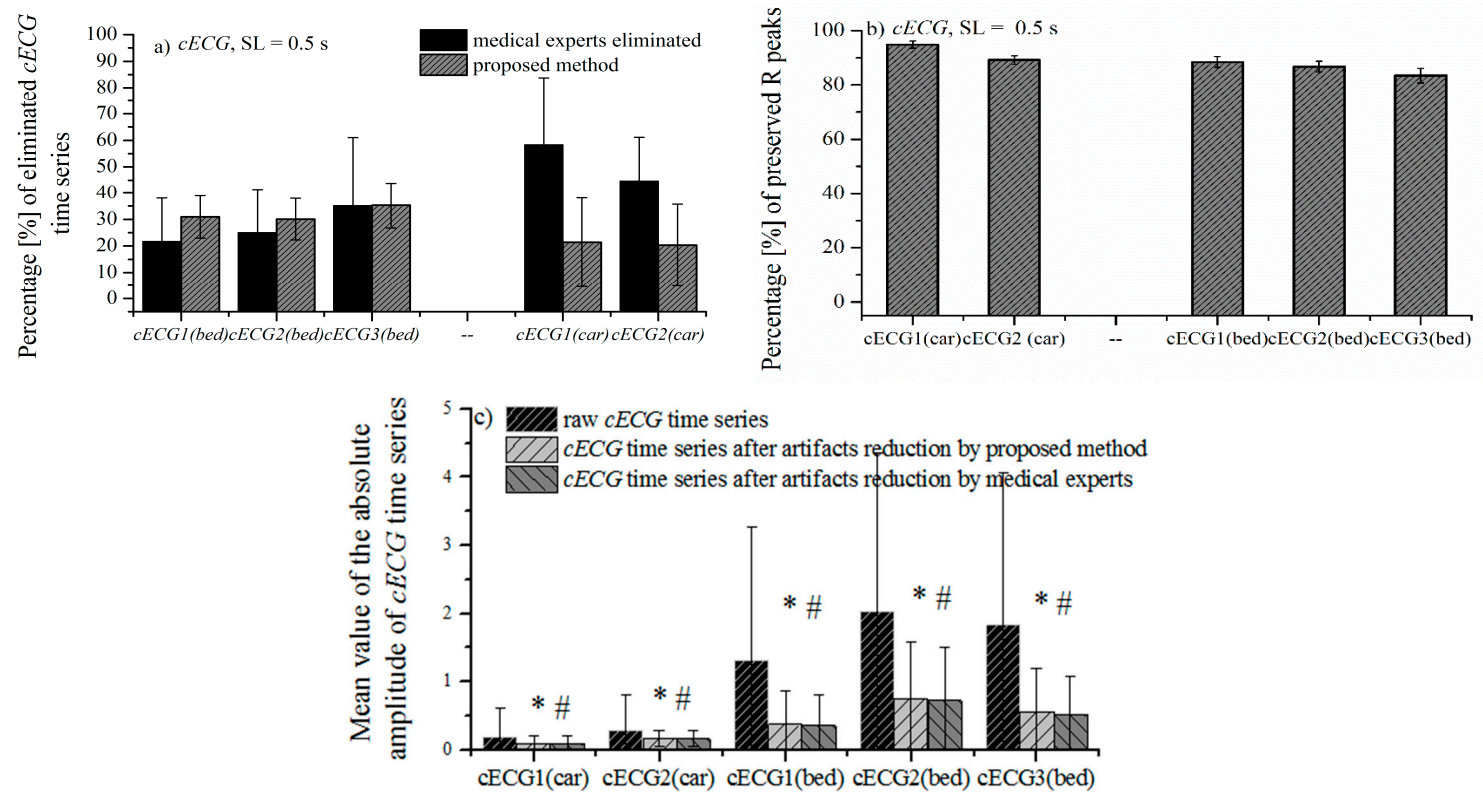 a) cECG, SL = 0.5 s
medical experts eliminated
proposed method
Percentage [%] of eliminated cECG
time series
100
90
80
70
60
50
40
30
20
10
0
cECG1(bed) cECG2(bed) cECG3(bed) -- cECG1(car) cECG2(car)
b) cECG, SL = 0.5 s
Percentage [%] of preserved R peaks
100
80
60
40
20
0
cECG1(car) cECG2 (car) -- cECG1(bed) cECG2(bed) cECG3(bed)
c)
raw cECG time series
cECG time series after artifacts reduction by proposed method
cECG time series after artifacts reduction by medical experts
Mean value of the absolute
amplitude of cECG time series
5
4
3
2
1
0
* #
* #
* #
* #
* #
cECG1(car) cECG2(car) cECG1(bed) cECG2(bed) cECG3(bed)